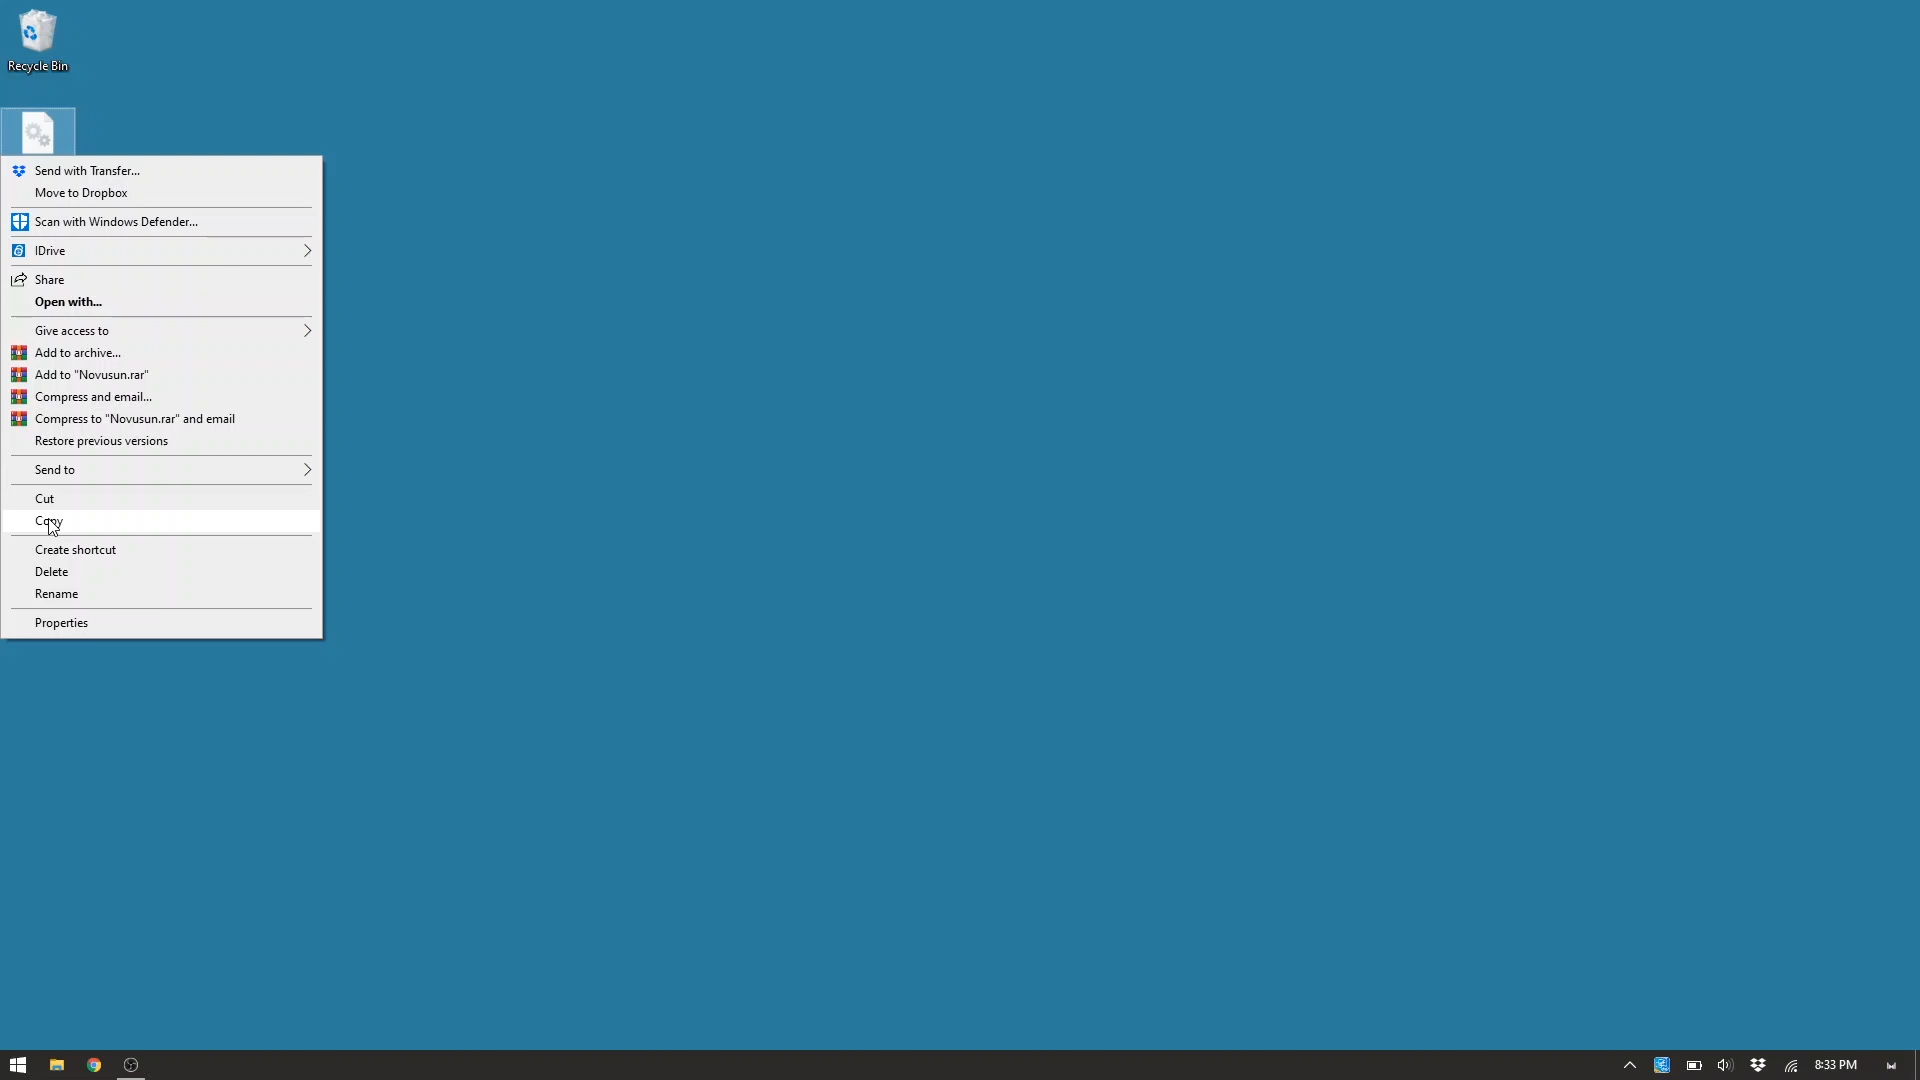 Recycle Bin
Send with Transfer...
Move to Dropbox
Scan with Windows Defender...
IDrive
Share
Open with...
Give access to
Add to archive...
Add to "Novusun.rar"
Compress and email...
Compress to "Novusun.rar" and email
Restore previous versions
Send to
Cut
Copy
Create shortcut
Delete
Rename
Properties
8:33 PM